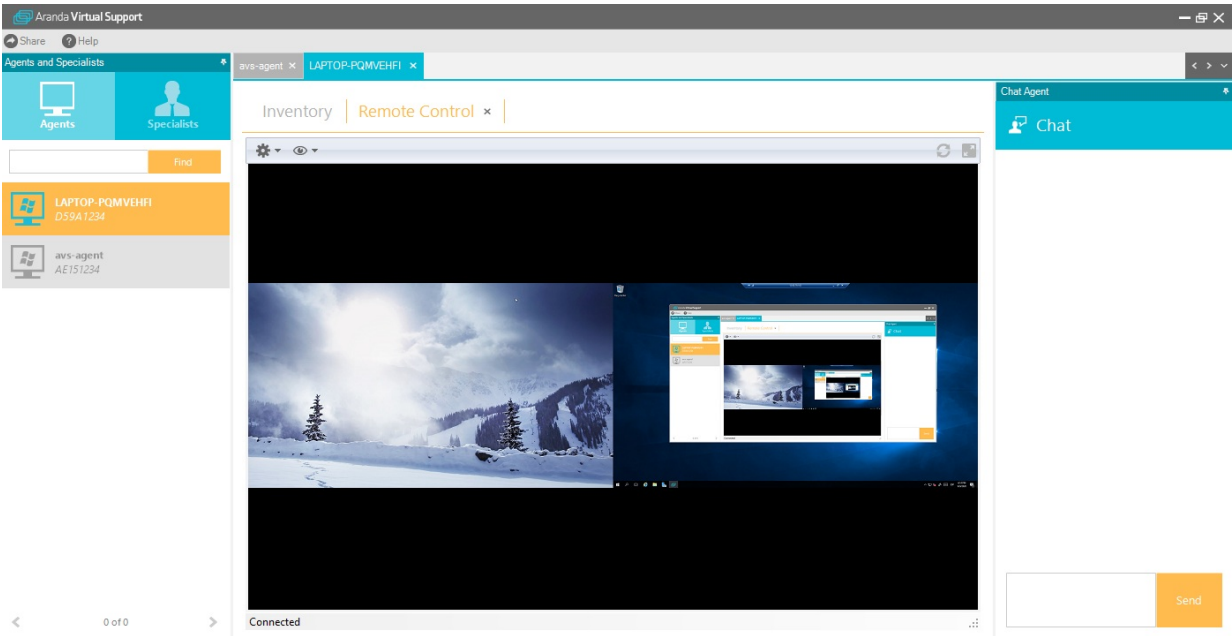 Aranda Virtual Support
Share Help
Agents and Specialists
Agents Specialists
Find
LAPTOP-PQMVEHFI
D59A1234
avs-agent
AE151234
0 of 0
avs-agent × LAPTOP-PQMVEHFI ×
Inventory Remote Control ×
Connected
Chat Agent
Chat
Send